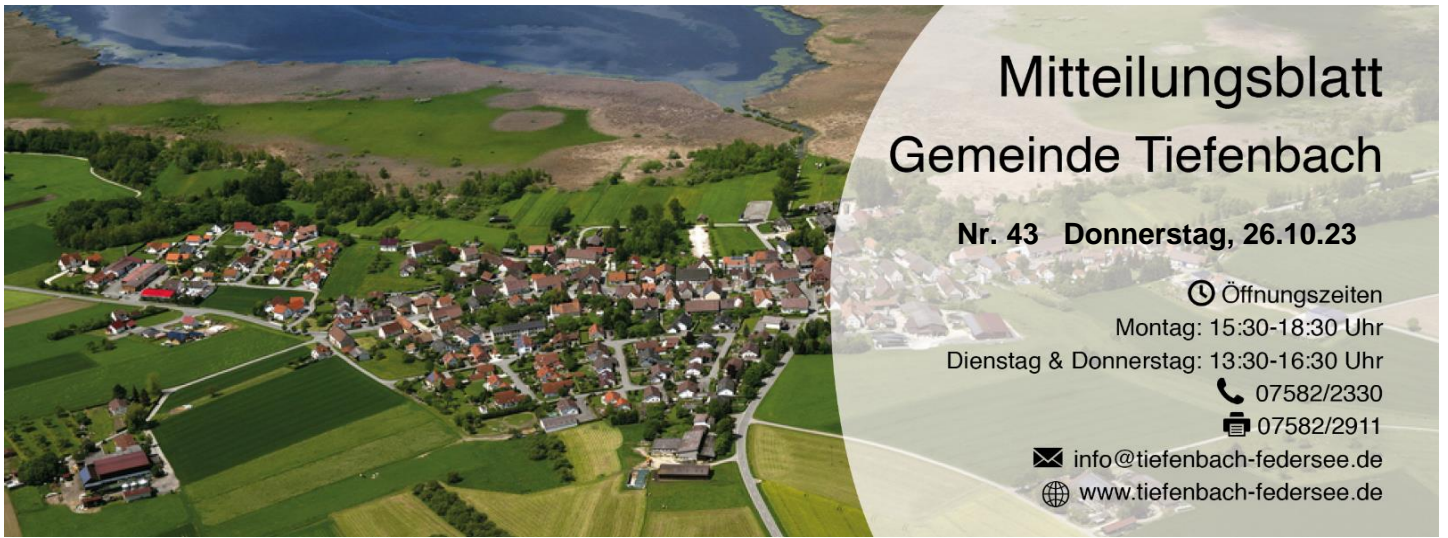 Mitteilungsblatt
Gemeinde Tiefenbach
Nr. 43 Donnerstag, 26.10.23
Öffnungszeiten
Montag: 15:30-18:30 Uhr
Dienstag & Donnerstag: 13:30-16:30 Uhr
07582/2330
07582/2911
info@tiefenbach-federsee.de
www.tiefenbach-federsee.de